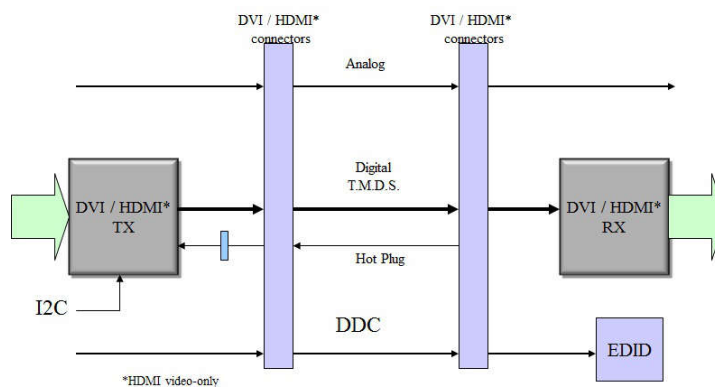 DVI / HDMI*
connectors
DVI / HDMI*
connectors
Analog
Digital
T.M.D.S.
DVI / HDMI*
TX
DVI / HDMI*
RX
Hot Plug
I2C
DDC
EDID
*HDMI video-only